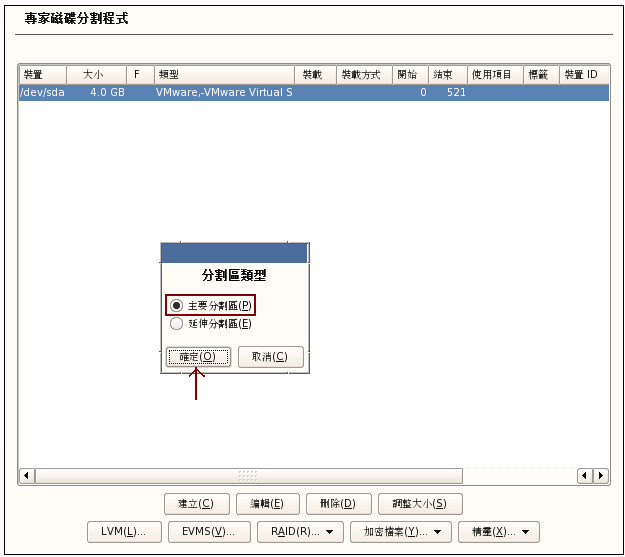 專家磁碟分割程式
裝置 大小 F 類型 裝載 裝載方式 開始 結束 使用項目 標籤 裝置 ID
/dev/sda 4.0 GB VMware,-VMware Virtual S 0 521
分割區類型
主要分割區(P)
延伸分割區(E)
確定(O) 取消(C)
建立(C) 編輯(E) 刪除(D) 調整大小(S)
LVM(L)... EVMS(V)... RAID(R)... 加密檔案(Y)... 精靈(X)...